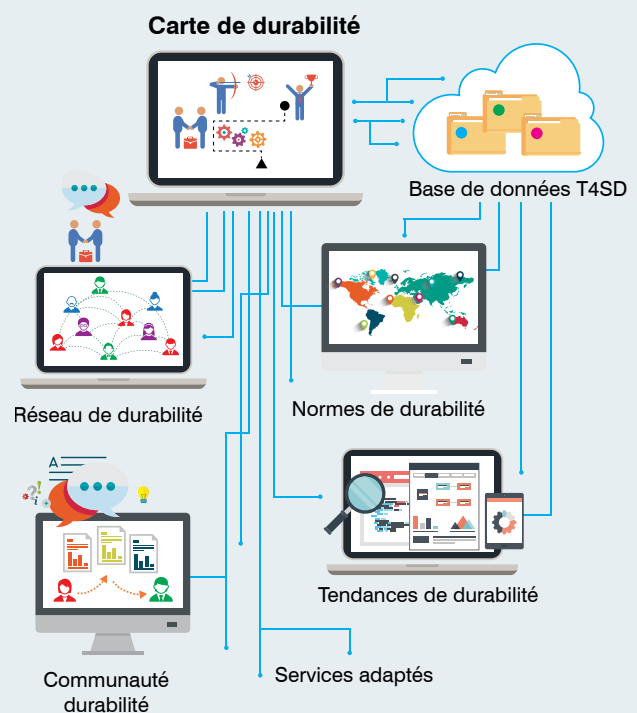 Carte de durabilité
Base de données T4SD
Réseau de durabilité
Normes de durabilité
Tendances de durabilité
Communauté
durabilité
Services adaptés